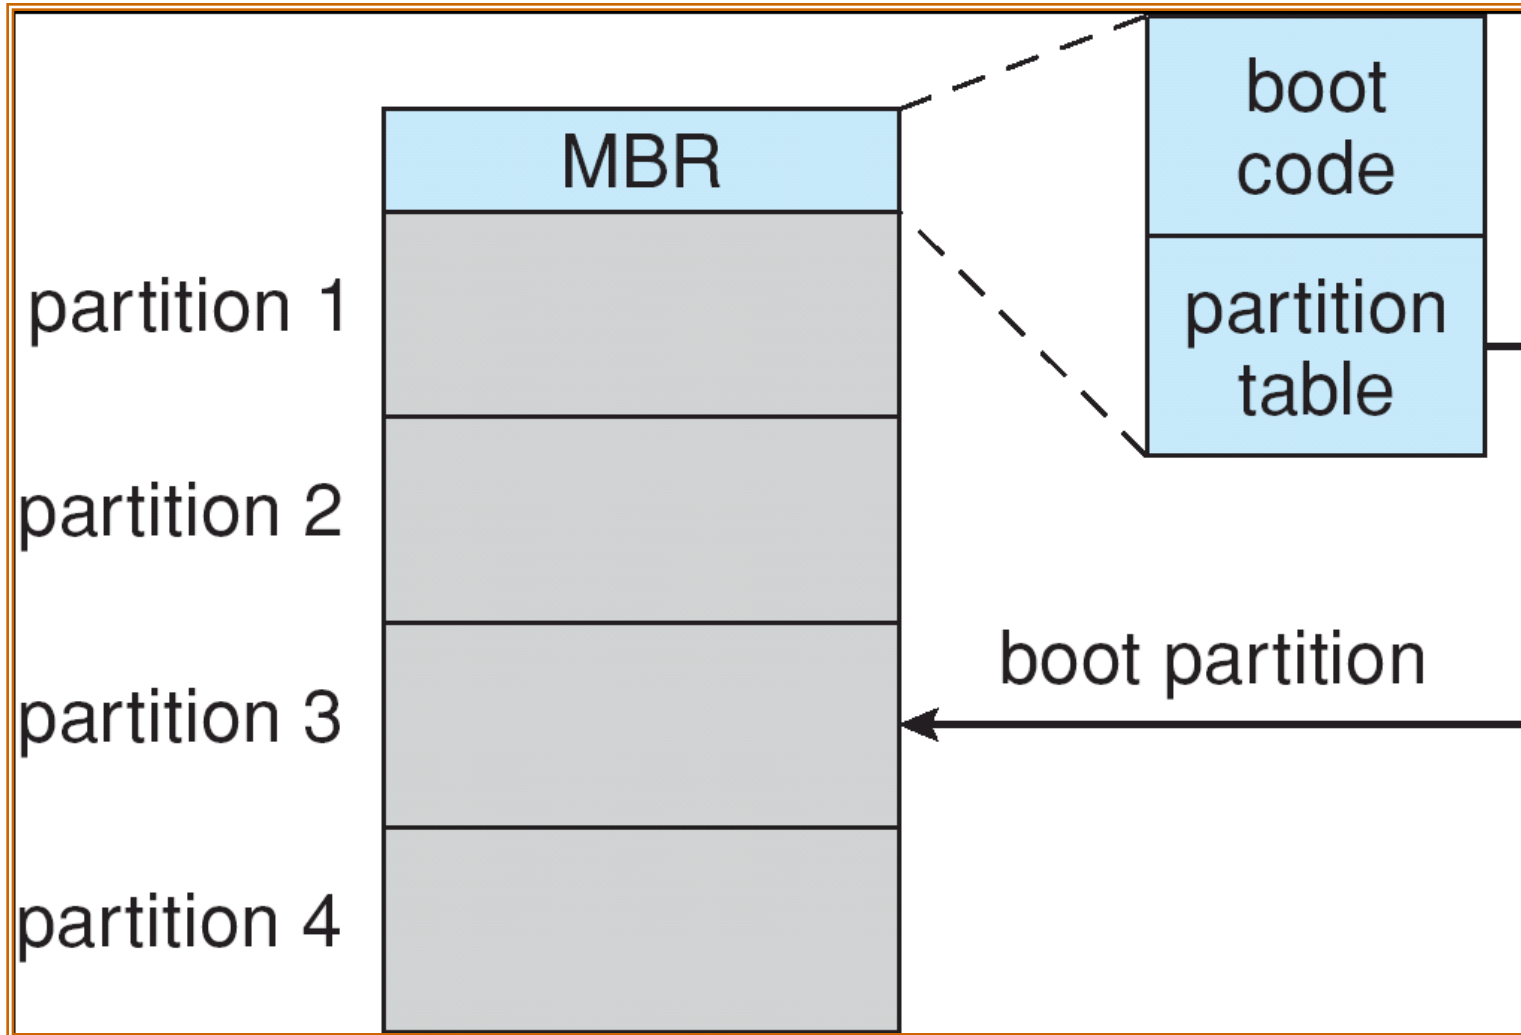 boot
code
MBR
partition 1
partition
table
partition 2
boot partition
partition 3
partition 4